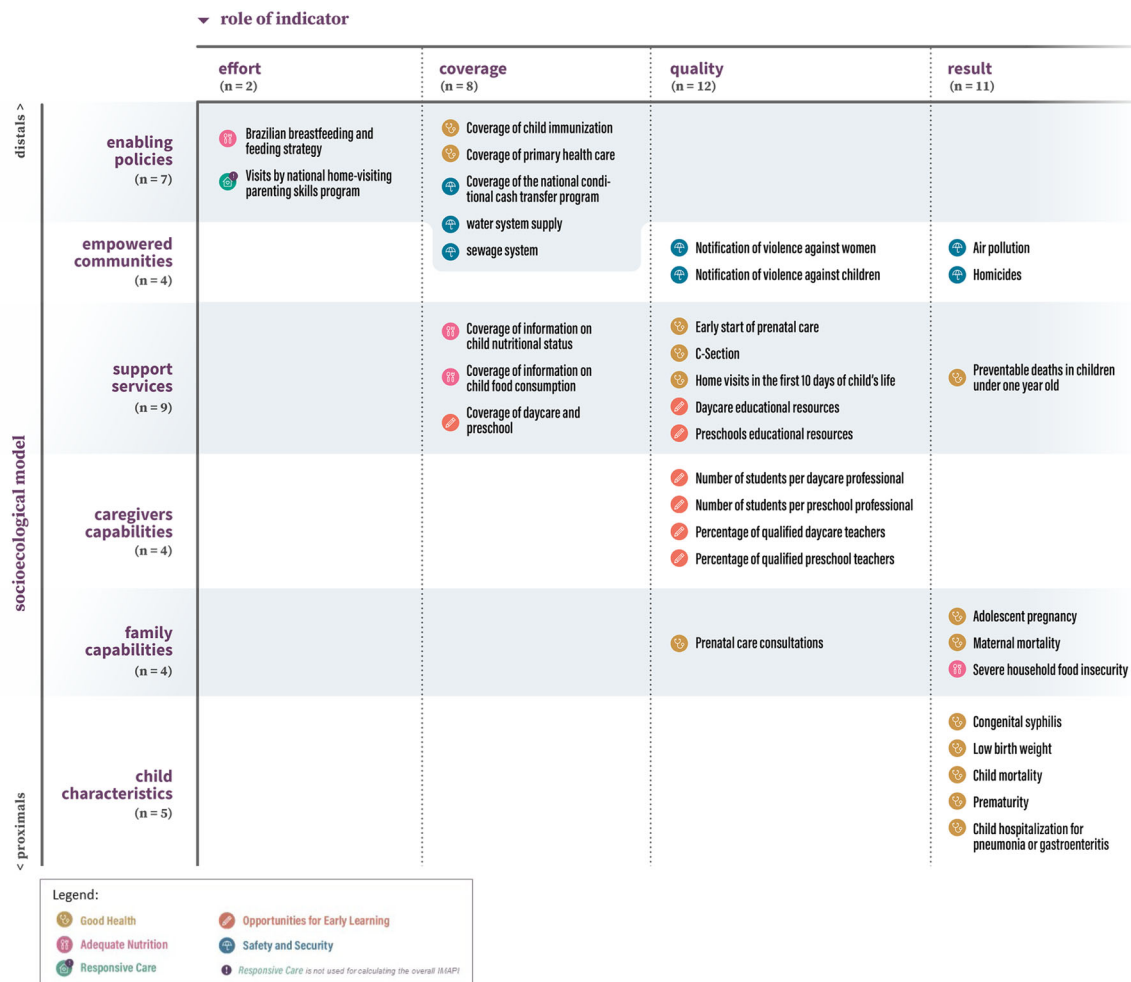 role of indicator
effort
(n = 2)
coverage
(n = 8)
quality
(n = 12)
result
(n = 11)
distals >
socioecological model
< proximals
enabling
policies
(n = 7)
Brazilian breastfeeding and
feeding strategy
Visits by national home-visiting
parenting skills program
Coverage of child immunization
Coverage of primary health care
Coverage of the national condi-
tional cash transfer program
water system supply
sewage system
empowered
communities
(n = 4)
Notification of violence against women
Notification of violence against children
Air pollution
Homicides
support
services
(n = 9)
Coverage of information on
child nutritional status
Coverage of information on
child food consumption
Coverage of daycare and
preschool
Early start of prenatal care
C-Section
Home visits in the first 10 days of child's life
Daycare educational resources
Preschools educational resources
Preventable deaths in children
under one year old
caregivers
capabilities
(n = 4)
Number of students per daycare professional
Number of students per preschool professional
Percentage of qualified daycare teachers
Percentage of qualified preschool teachers
family
capabilities
(n = 4)
Prenatal care consultations
Adolescent pregnancy
Maternal mortality
Severe household food insecurity
child
characteristics
(n = 5)
Congenital syphilis
Low birth weight
Child mortality
Prematurity
Child hospitalization for
pneumonia or gastroenteritis
Legend:
Good Health
Adequate Nutrition
Responsive Care
Opportunities for Early Learning
Safety and Security
Responsive Care is not used for calculating the overall IMAPI